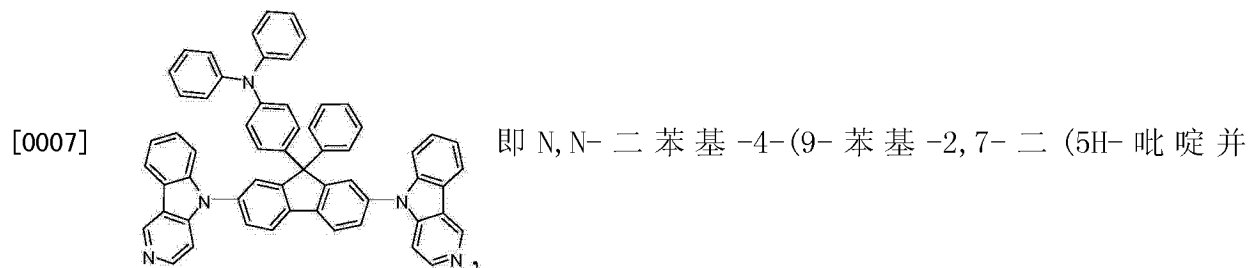 N
[0007] 即 N,N- 二 苯 基 -4-(9- 苯 基 -2,7- 二 (5H- 吡 啶 并
N N
N N ,